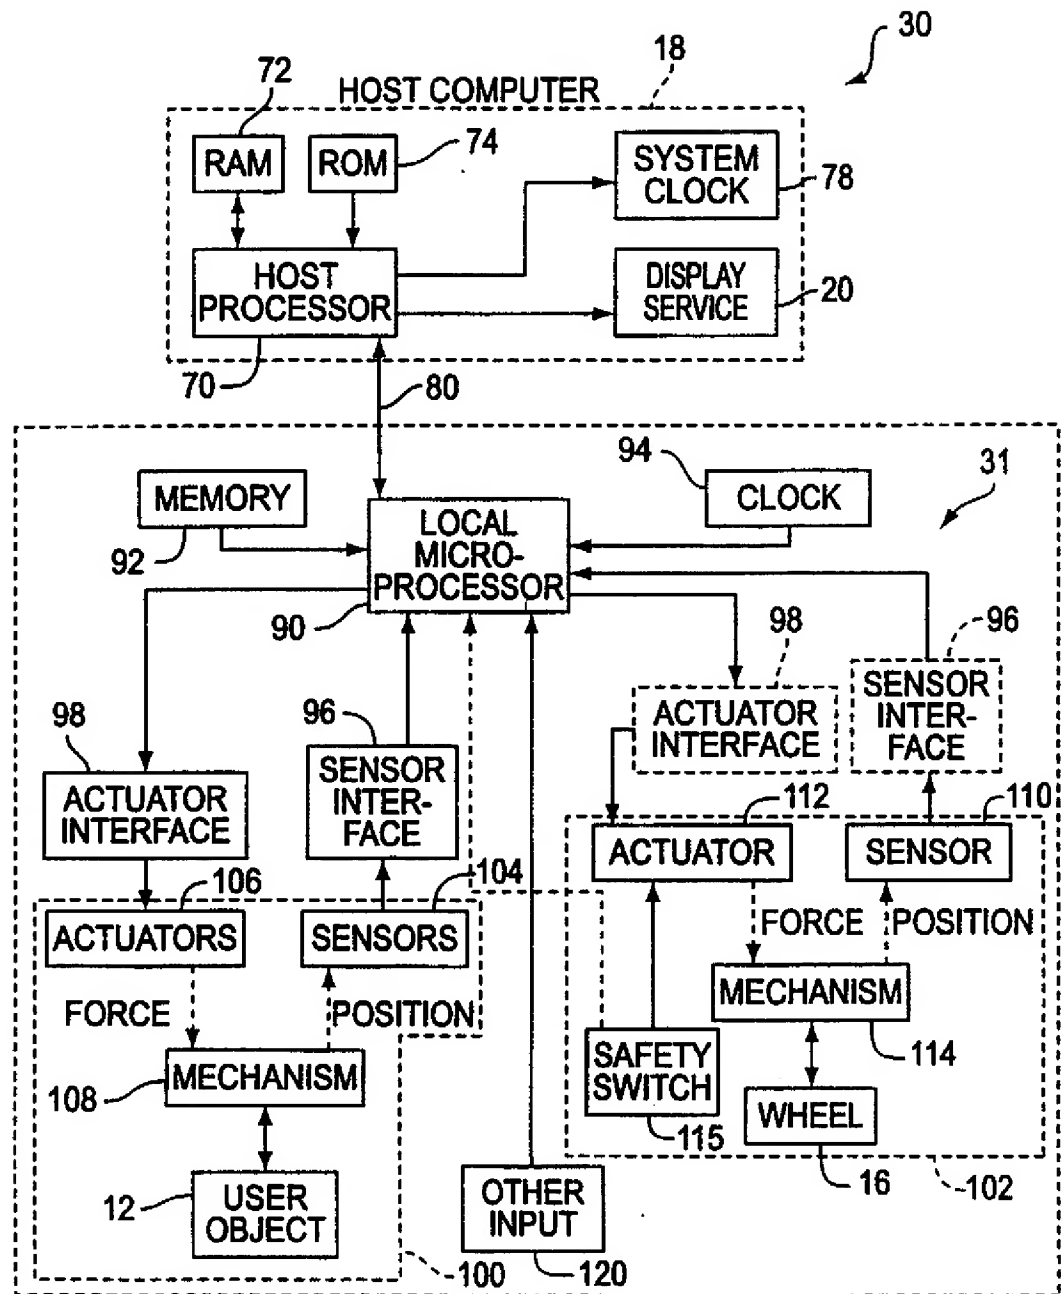 30
18
HOST COMPUTER
72
RAM
ROM
74
SYSTEM
CLOCK
78
HOST
PROCESSOR
DISPLAY
SERVICE
20
70
80
31
MEMORY
92
LOCAL
MICRO-
PROCESSOR
90
94
CLOCK
98
ACTUATOR
INTERFACE
96
SENSOR
INTER-
FACE
98
ACTUATOR
INTERFACE
96
SENSOR
INTER-
FACE
106
ACTUATORS
104
SENSORS
FORCE
POSITION
108
MECHANISM
12
USER
OBJECT
100
112
ACTUATOR
110
SENSOR
FORCE
POSITION
MECHANISM
114
SAFETY
SWITCH
115
WHEEL
16
102
OTHER
INPUT
120